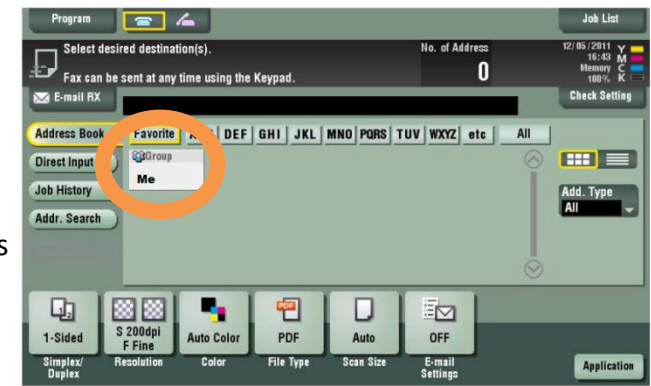 Program
Job List
Select desired destination(s).
No. of Address
12/05/2011
16:43
Memory
100%
Y
M
C
K
Fax can be sent at any time using the Keypad.
0
E-mail RX
Check Setting
Address Book
Favorite
DEF
GHI
JKL
MNO
PQRS
TUV
WXYZ
etc
All
Direct Input
Group
Me
Job History
Add. Type
All
Addr. Search
s
1-Sided
S 200dpi
F Fine
Auto Color
PDF
PDF
Auto
OFF
Simplex/
Duplex
Resolution
Color
File Type
Scan Size
E-mail
Settings
Application